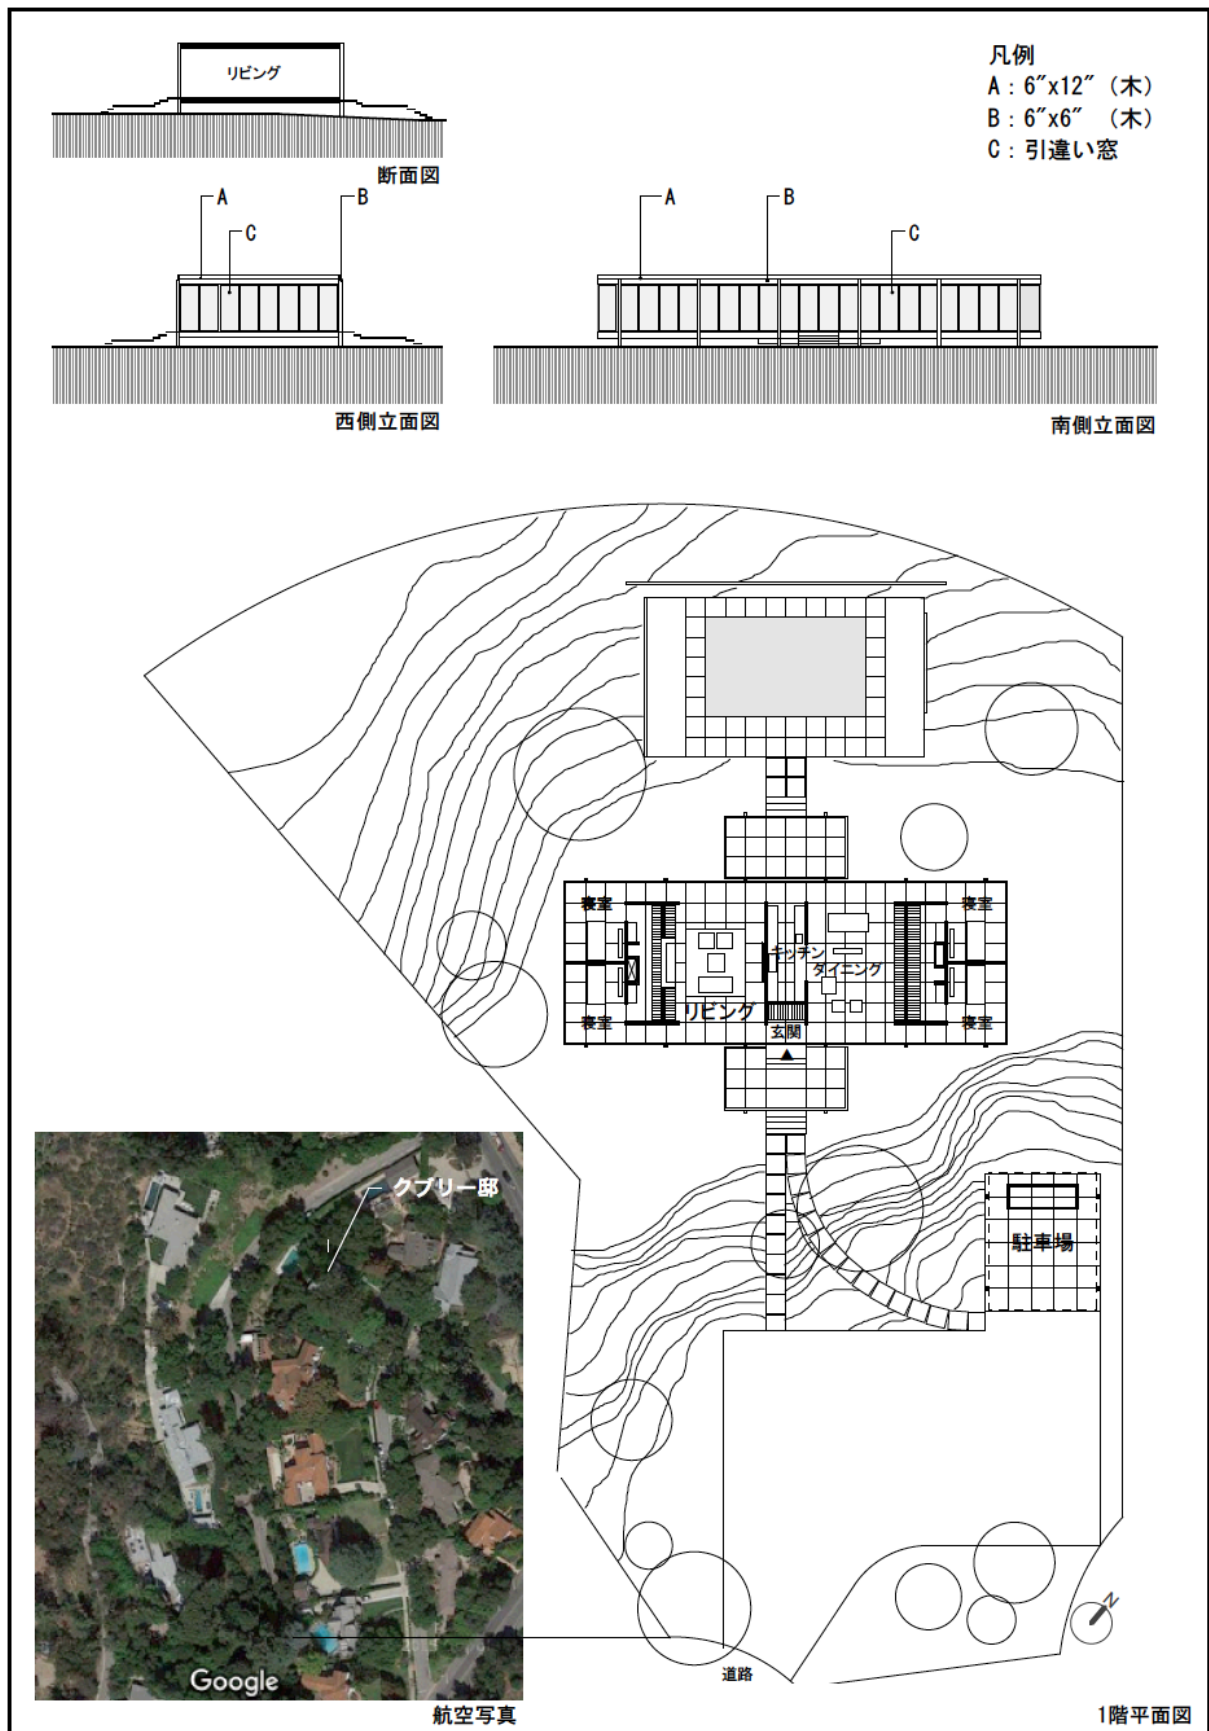 リビング
凡例
A：6"x12"（木）
B：6"x6" （木）
C：引違い窓
断面図
A
B
C
A
B
C
西側立面図
南側立面図
寝室
寝室
キッチン
ダイニング
リビング
寝室
玄関
寝室
クブリー邸
駐車場
N
Google
道路
航空写真
1階平面図